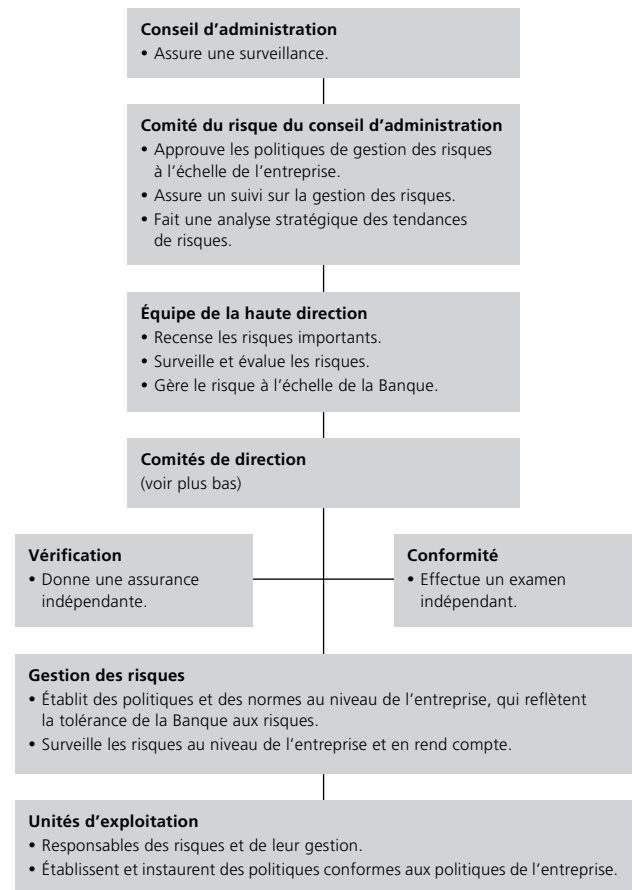 Conseil d’administration
• Assure une surveillance.
Comité du risque du conseil d’administration
• Approuve les politiques de gestion des risques
à l’échelle de l’entreprise.
• Assure un suivi sur la gestion des risques.
• Fait une analyse stratégique des tendances
de risques.
Équipe de la haute direction
• Recense les risques importants.
• Surveille et évalue les risques.
• Gère le risque à l’échelle de la Banque.
Comités de direction
(voir plus bas)
Vérification
• Donne une assurance
indépendante.
Conformité
• Effectue un examen
indépendant.
Gestion des risques
• Établit des politiques et des normes au niveau de l’entreprise, qui reflètent
la tolérance de la Banque aux risques.
• Surveille les risques au niveau de l’entreprise et en rend compte.
Unités d’exploitation
• Responsables des risques et de leur gestion.
• Établissent et instaurent des politiques conformes aux politiques de l’entreprise.